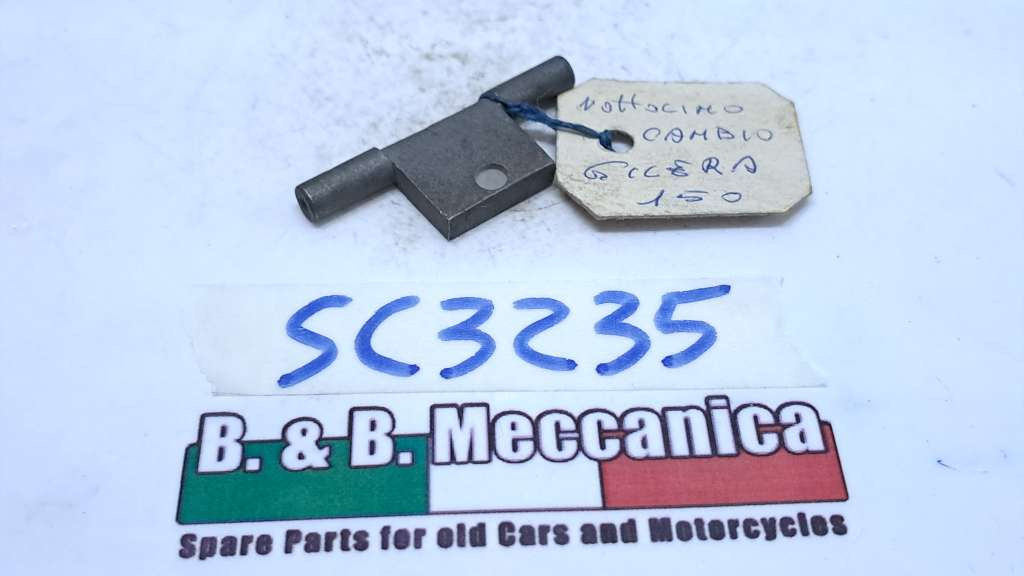 Nottolino
CAMBIO
GILERA
150
SC3235
B. & B. Meccanica
Spare Parts for old Cars and Motorcycles